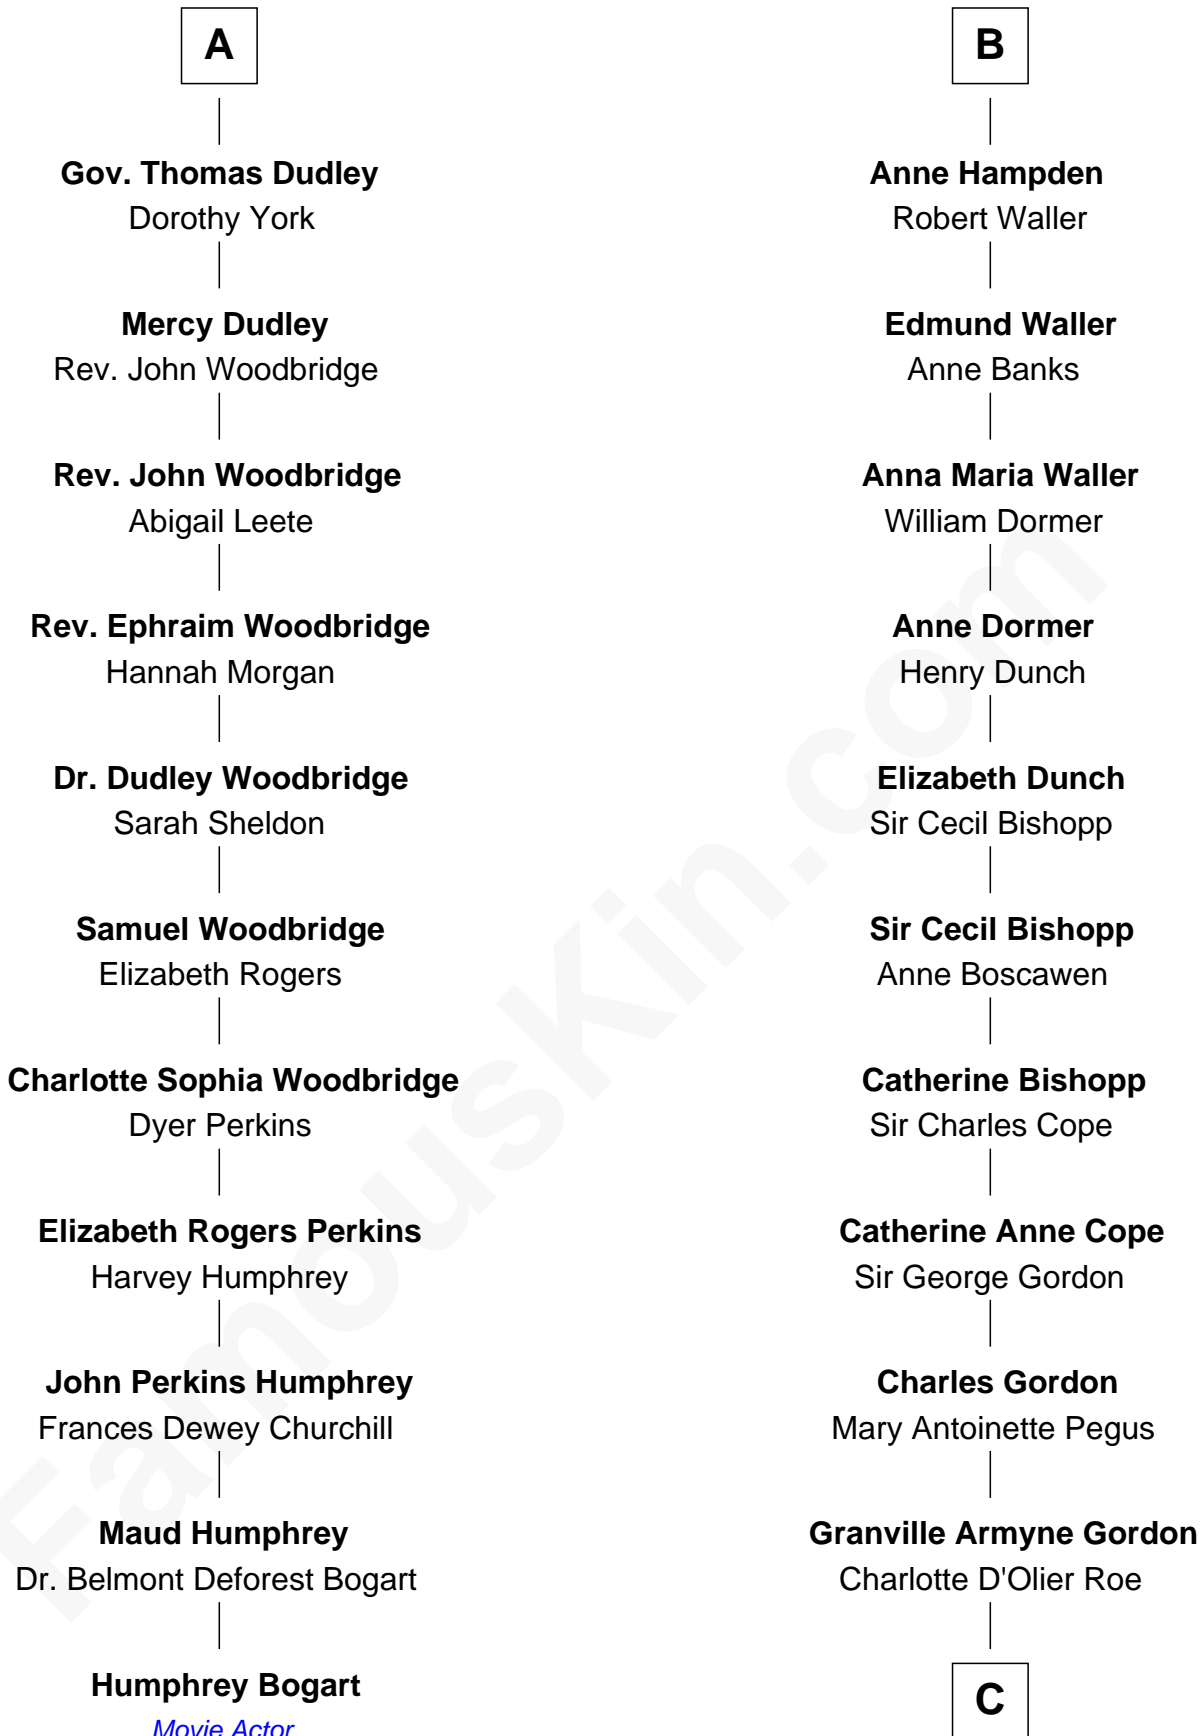 A
Gov. Thomas Dudley
Dorothy York
Mercy Dudley
Rev. John Woodbridge
Rev. John Woodbridge
Abigail Leete
Rev. Ephraim Woodbridge
Hannah Morgan
Dr. Dudley Woodbridge
Sarah Sheldon
Samuel Woodbridge
Elizabeth Rogers
Charlotte Sophia Woodbridge
Dyer Perkins
Elizabeth Rogers Perkins
Harvey Humphrey
John Perkins Humphrey
Frances Dewey Churchill
Maud Humphrey
Dr. Belmont Deforest Bogart
Humphrey Bogart
Movie Actor
B
Anne Hampden
Robert Waller
Edmund Waller
Anne Banks
Anna Maria Waller
William Dormer
Anne Dormer
Henry Dunch
Elizabeth Dunch
Sir Cecil Bishopp
Sir Cecil Bishopp
Anne Boscawen
Catherine Bishopp
Sir Charles Cope
Catherine Anne Cope
Sir George Gordon
Charles Gordon
Mary Antoinette Pegus
Granville Armyne Gordon
Charlotte D'Olier Roe
C
FamousKin.com